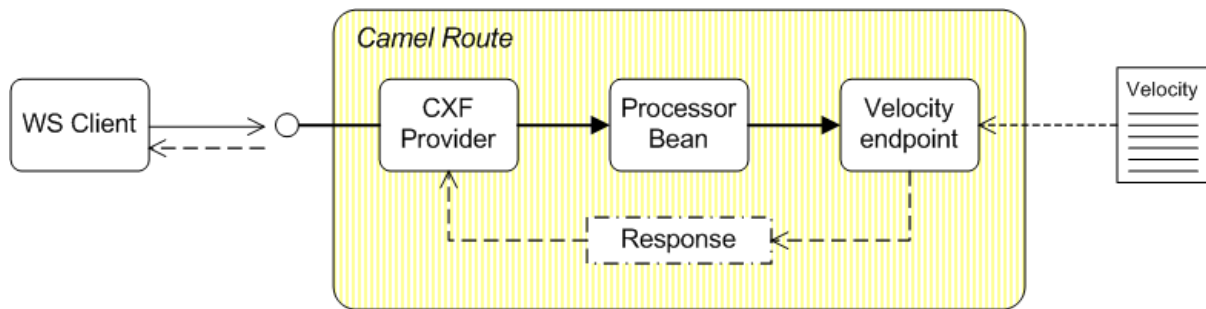 Camel Route
WS Client
CXF
Provider
Processor
Bean
Velocity
endpoint
Velocity
Response